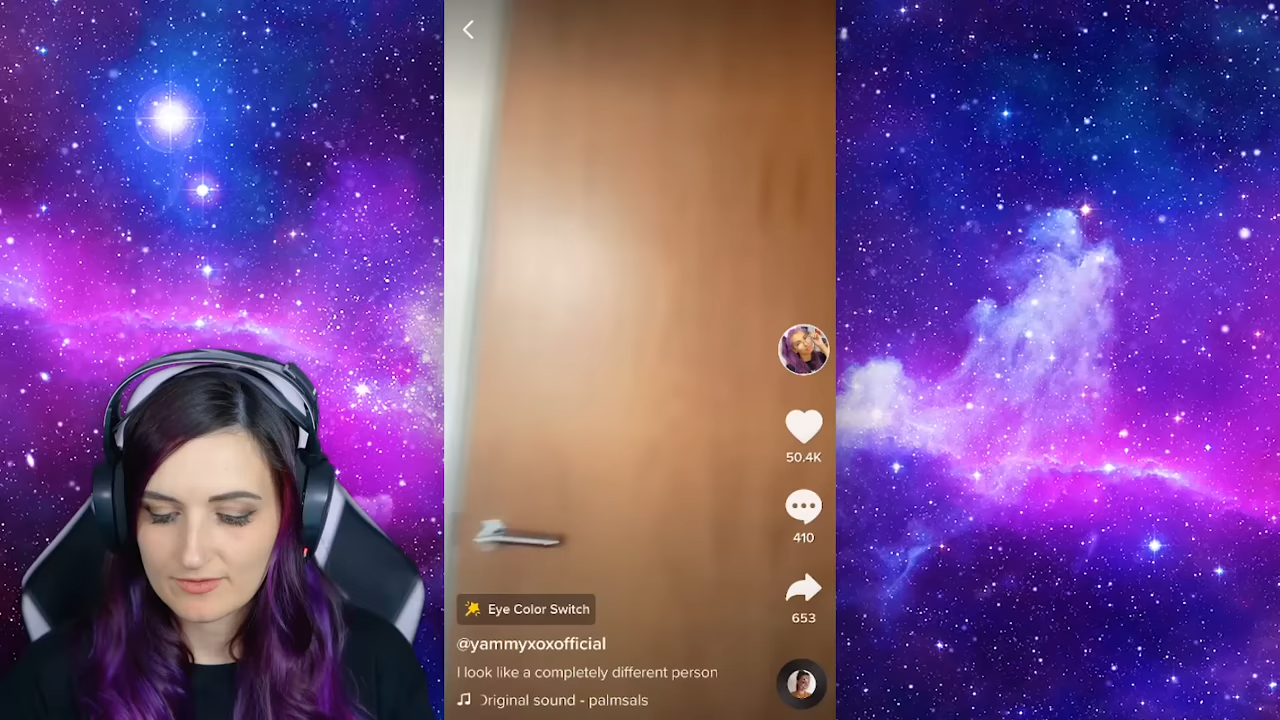 50.4K
410
653
Eye Color Switch
@yammyxoxofficial
I look like a completely different person
Original sound - palmsals